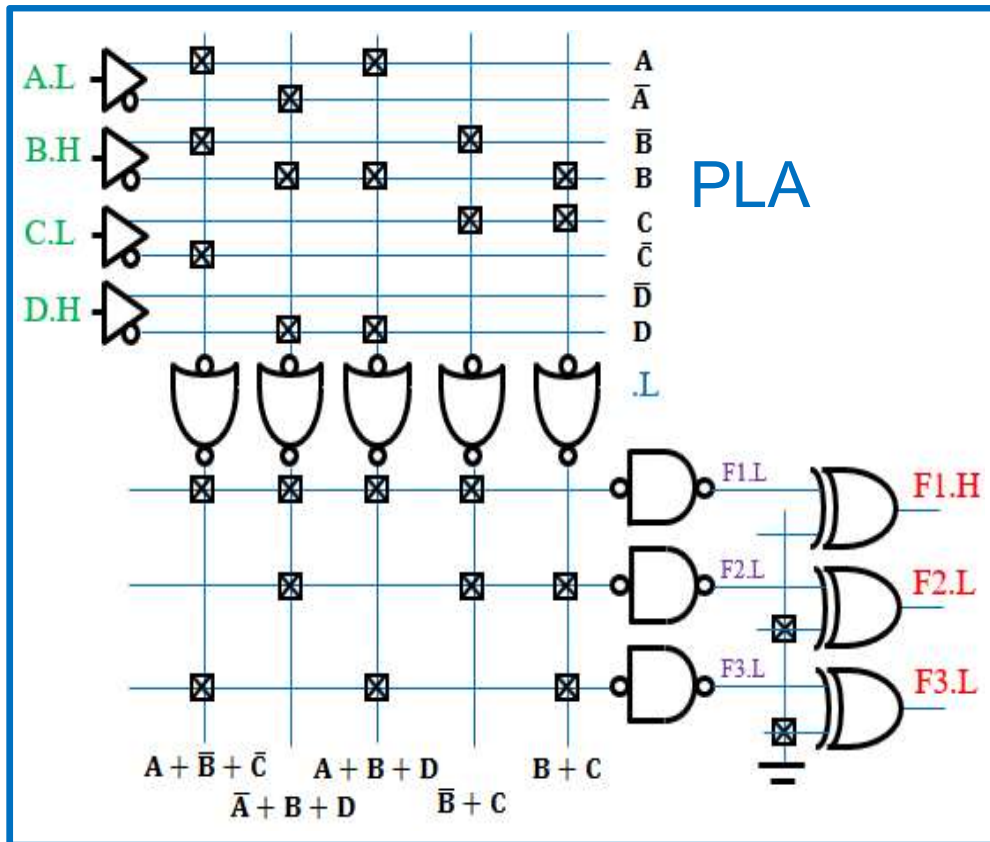 A.L
A
A̅
B.H
B̅
B
PLA
C.L
C
C̅
D.H
D̅
D
.L
F1.L
F1.H
F2.L
F2.L
F3.L
F3.L
A + B̅ + C̅
A + B + D
B + C
A̅ + B + D
B̅ + C